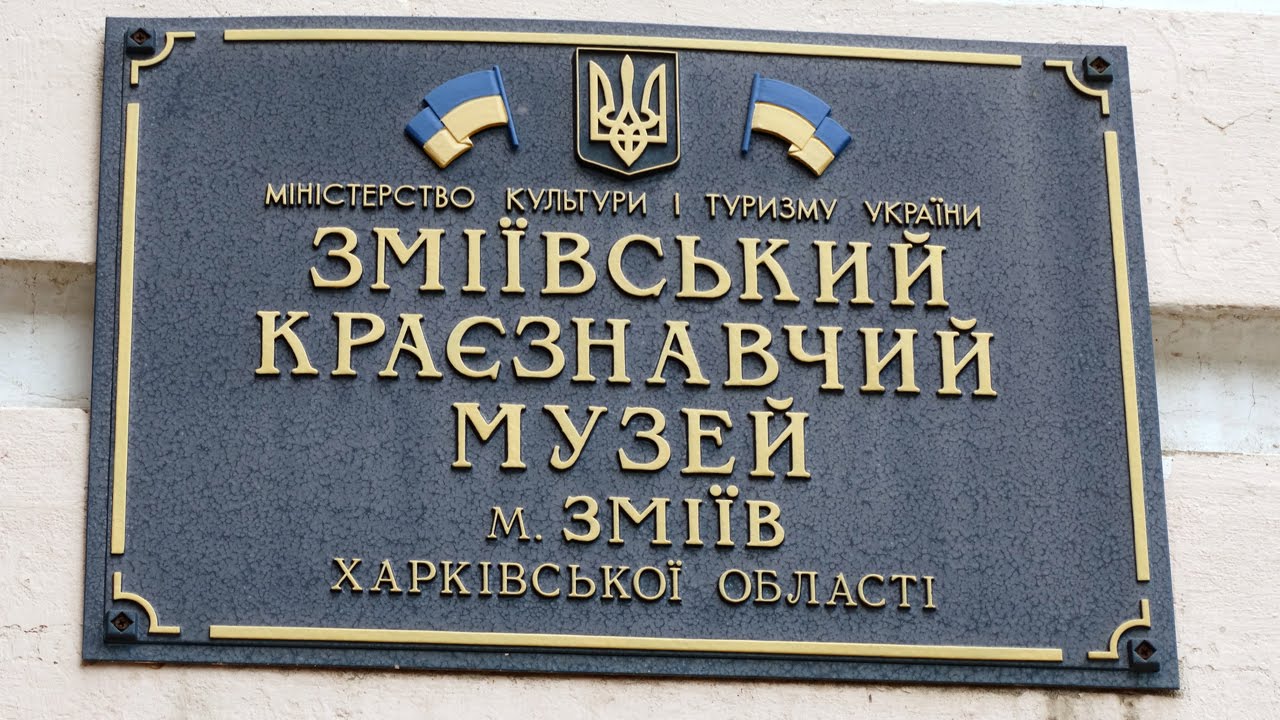 МІНІСТЕРСТВО КУЛЬТУРИ І ТУРИЗМУ УКРАЇНИ
ЗМІЇВСЬКИЙ
КРАЄЗНАВЧИЙ
МУЗЕЙ
м. ЗМІЇВ
ХАРКІВСЬКОЇ ОБЛАСТІ